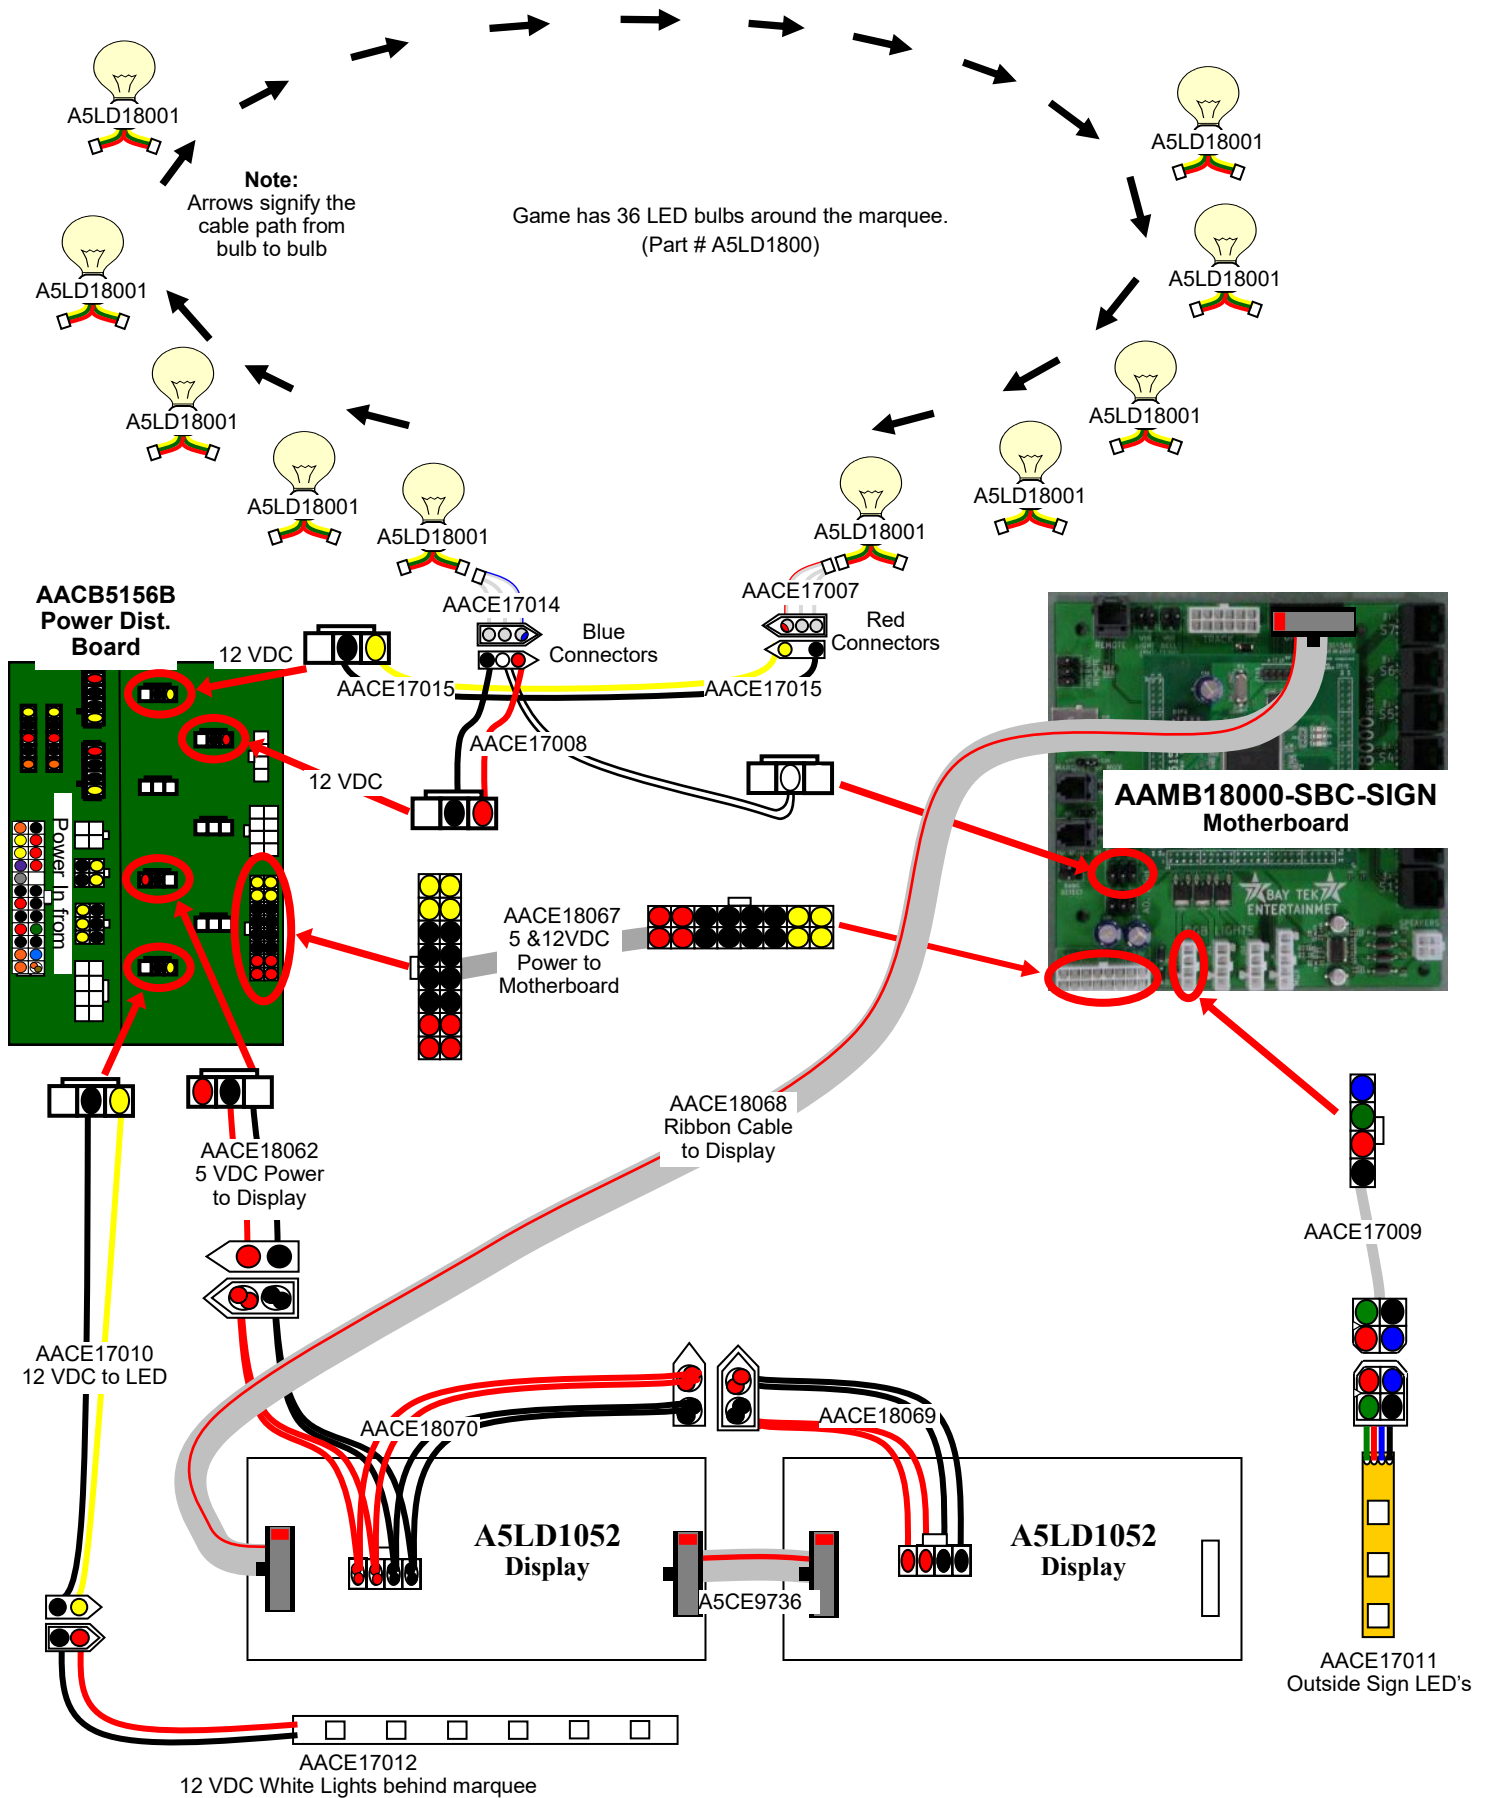 A5LD18001
A5LD18001
Note:
Arrows signify the
cable path from
bulb to bulb
Game has 36 LED bulbs around the marquee.
(Part # A5LD1800)
A5LD18001
A5LD18001
A5LD18001
A5LD18001
A5LD18001
A5LD18001
A5LD18001
A5LD18001
AACE17014
AACE17007
Blue
Connectors
Red
Connectors
AACB5156B
Power Dist.
Board
12 VDC
AACE17015
AACE17015
AACE17008
12 VDC
Power In from
REMOTE
AAMB18000-SBC-SIGN
Motherboard
BAY TEK
ENTERTAINMET
RGB LIGHTS
SPEAKERS
AACE18067
5 &12VDC
Power to
Motherboard
AACE18068
Ribbon Cable
to Display
AACE18062
5 VDC Power
to Display
AACE17009
AACE17010
12 VDC to LED
AACE18070
AACE18069
A5LD1052
Display
A5LD1052
Display
A5CE9736
AACE17011
Outside Sign LED's
AACE17012
12 VDC White Lights behind marquee